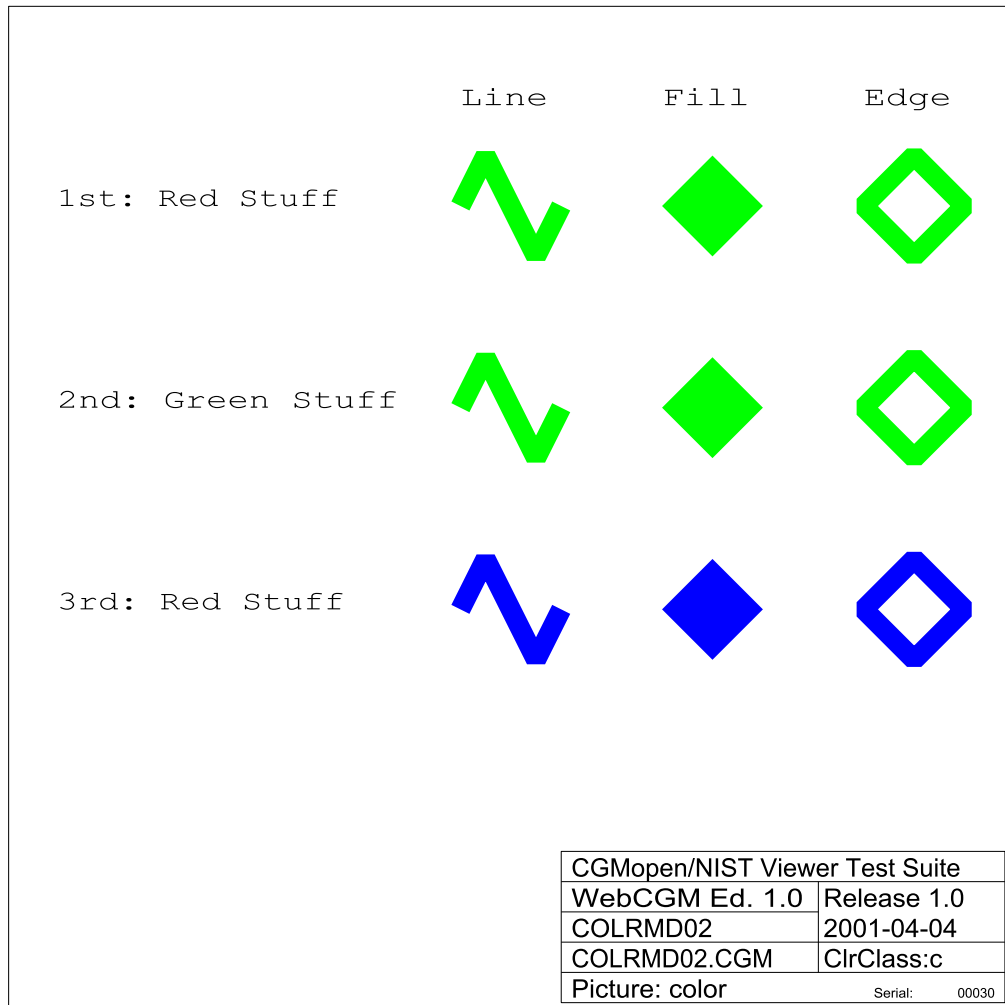 Line Fill Edge
1st: Red Stuff
2nd: Green Stuff
3rd: Red Stuff
CGMopen/NIST Viewer Test Suite
WebCGM Ed. 1.0 Release 1.0
COLRMD02 2001-04-04
COLRMD02.CGM ClrClass:c
Picture: color Serial: 00030